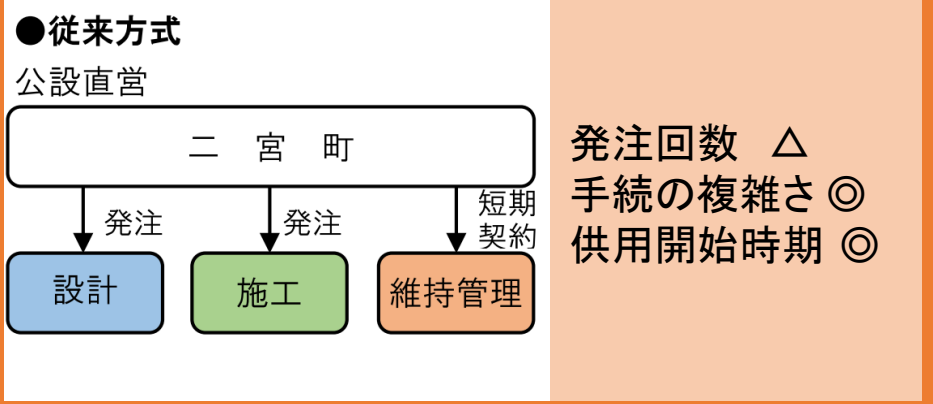 ●従来方式
公設直営
二　宮　町
発注
発注
短期
契約
設計
施工
維持管理
発注回数　△
手続の複雑さ ◎
供用開始時期 ◎